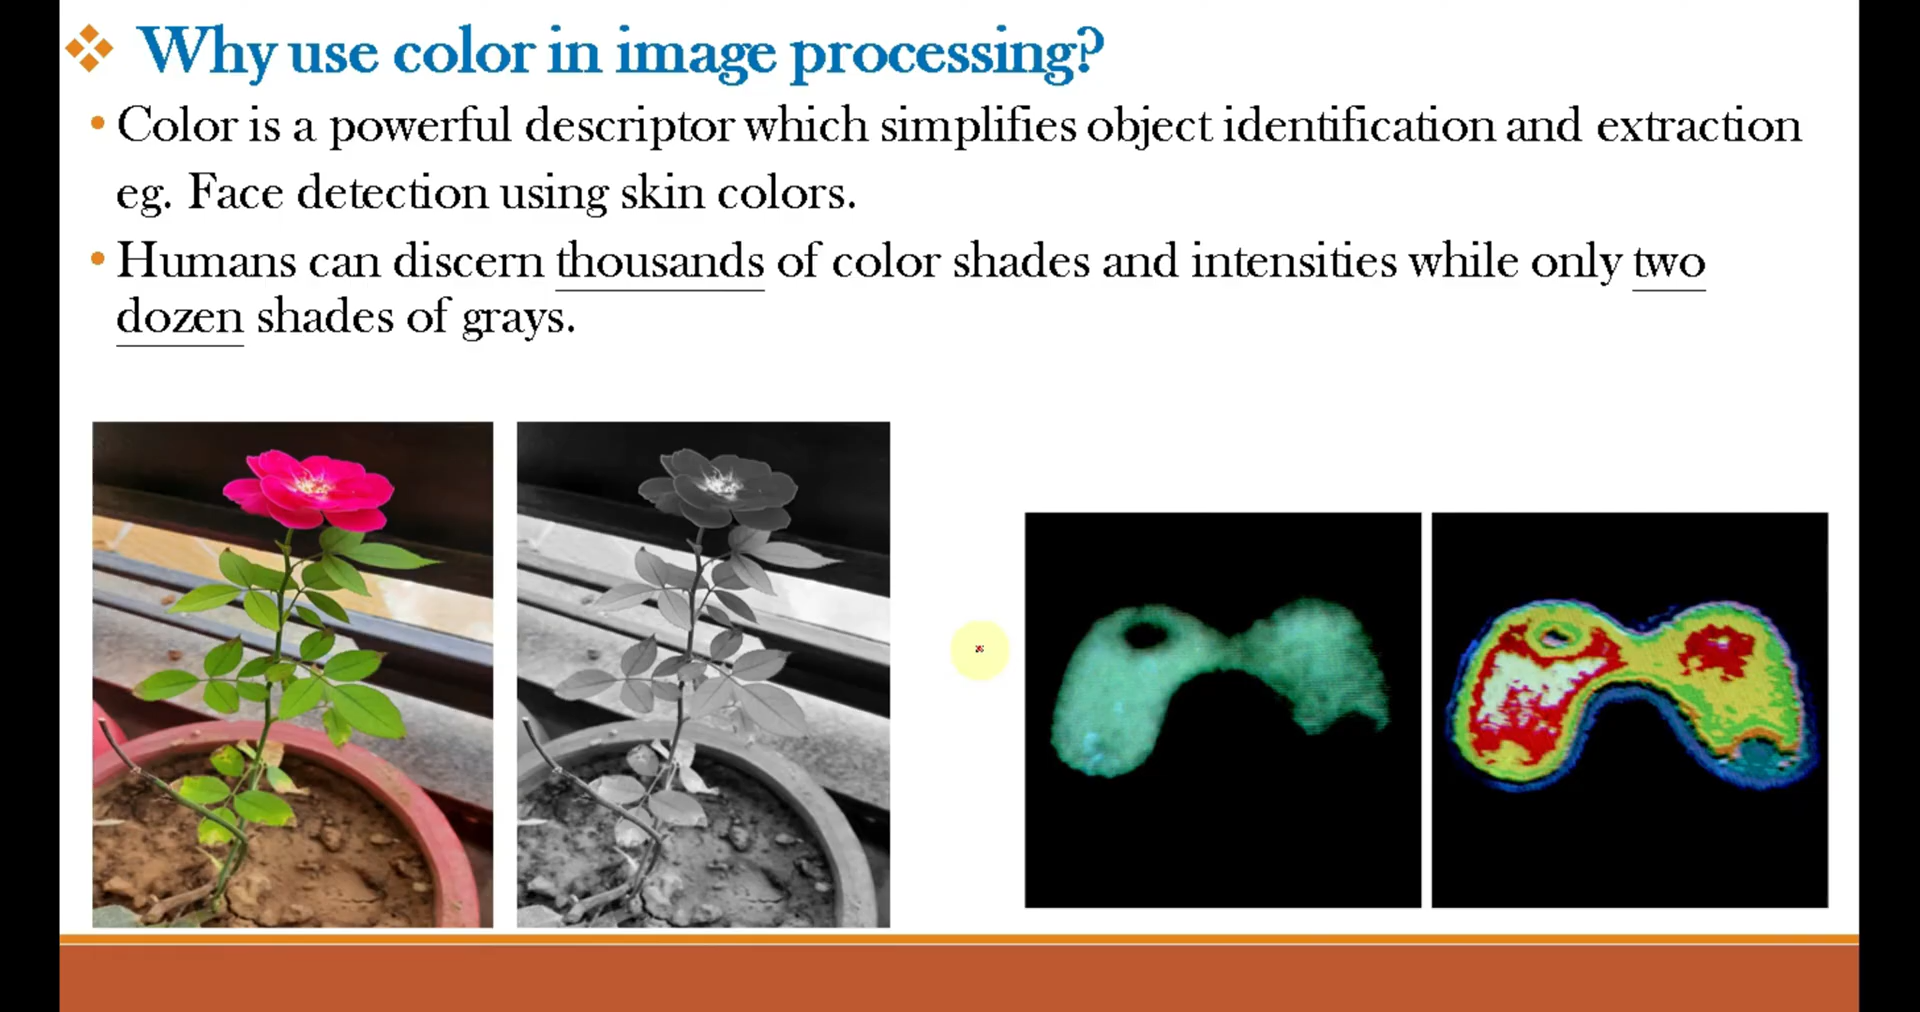 Why use color in image processing?
Color is a powerful descriptor which simplifies object identification and extraction
eg. Face detection using skin colors.
Humans can discern thousands of color shades and intensities while only two
dozen shades of grays.